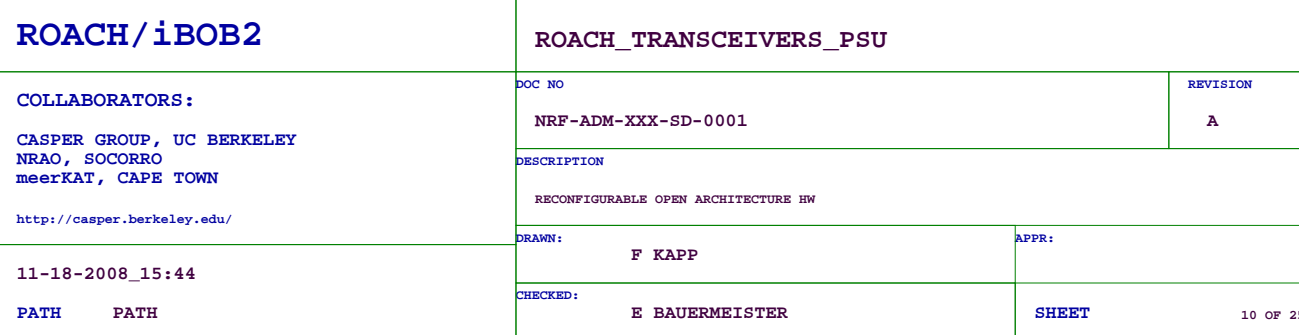 ROACH/iBOB2
COLLABORATORS:
CASPER GROUP, UC BERKELEY
NRAO, SOCORRO
meerKAT, CAPE TOWN
http://casper.berkeley.edu/
11-18-2008_15:44
PATH PATH
ROACH_TRANSCEIVERS_PSU
DOC NO
NRF-ADM-XXX-SD-0001
REVISION
A
DESCRIPTION
RECONFIGURABLE OPEN ARCHITECTURE HW
DRAWN:
F KAPP
APPR:
CHECKED:
E BAUERMEISTER
SHEET 10 OF 25